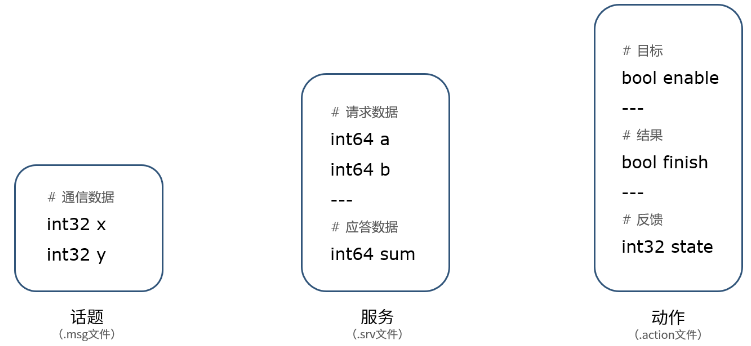 # 通信数据
int32 x
int32 y
话题
（.msg文件）
# 请求数据
int64 a
int64 b
---
# 应答数据
int64 sum
服务
（.srv文件）
# 目标
bool enable
---
# 结果
bool finish
---
# 反馈
int32 state
动作
（.action文件）